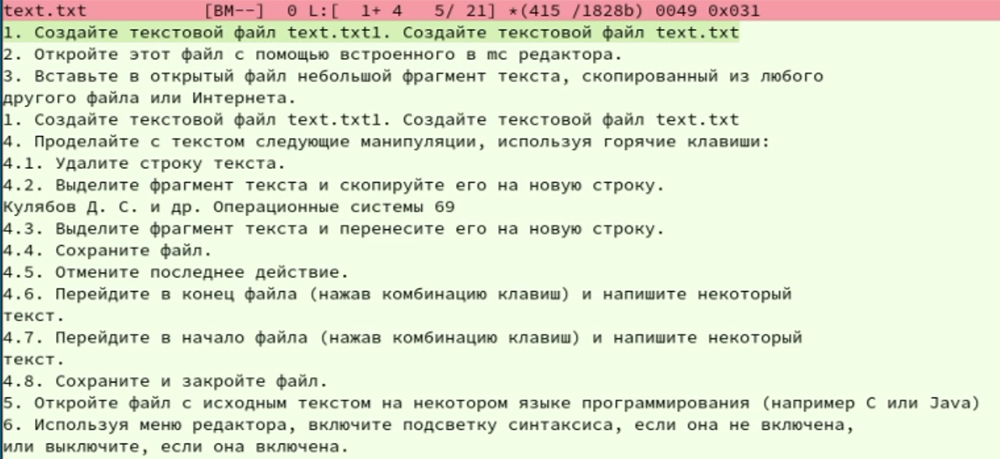 text.txt [BM--] 0 L:[ 1+ 4 5/ 21] *(415 /1828b) 0049 0x031
1. Создайте текстовой файл text.txt1. Создайте текстовой файл text.txt
2. Откройте этот файл с помощью встроенного в mc редактора.
3. Вставьте в открытый файл небольшой фрагмент текста, скопированный из любого
другого файла или Интернета.
1. Создайте текстовой файл text.txt1. Создайте текстовой файл text.txt
4. Проделайте с текстом следующие манипуляции, используя горячие клавиши:
4.1. Удалите строку текста.
4.2. Выделите фрагмент текста и скопируйте его на новую строку.
Кулябов Д. С. и др. Операционные системы 69
4.3. Выделите фрагмент текста и перенесите его на новую строку.
4.4. Сохраните файл.
4.5. Отмените последнее действие.
4.6. Перейдите в конец файла (нажав комбинацию клавиш) и напишите некоторый
текст.
4.7. Перейдите в начало файла (нажав комбинацию клавиш) и напишите некоторый
текст.
4.8. Сохраните и закройте файл.
5. Откройте файл с исходным текстом на некотором языке программирования (например C или Java)
6. Используя меню редактора, включите подсветку синтаксиса, если она не включена,
или выключите, если она включена.